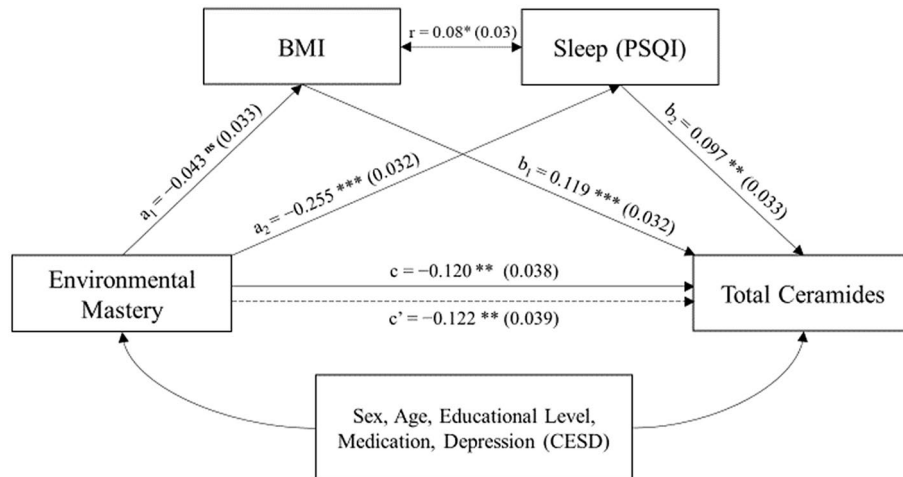 BMI
r = 0.08* (0.03)
Sleep (PSQI)
a₁ = −0.043 ⁿˢ (0.033)
a₂ = −0.255 *** (0.032)
b₁ = 0.119 *** (0.032)
b₂ = 0.097 ** (0.033)
Environmental
Mastery
c = −0.120 ** (0.038)
c’ = −0.122 ** (0.039)
Total Ceramides
Sex, Age, Educational Level,
Medication, Depression (CESD)